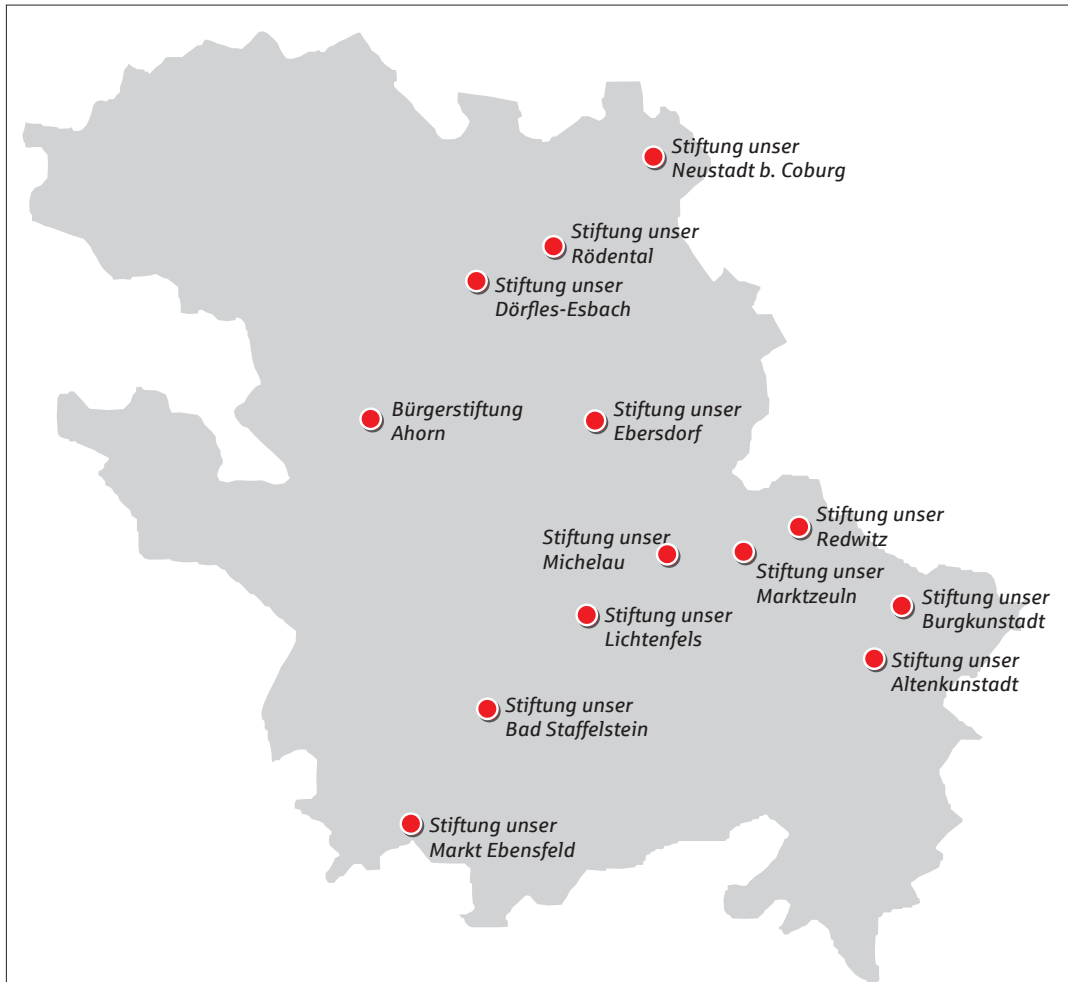 Stiftung unser
Neustadt b. Coburg
Stiftung unser
Rödental
Stiftung unser
Dörfles-Esbach
Bürgerstiftung
Ahorn
Stiftung unser
Ebersdorf
Stiftung unser
Redwitz
Stiftung unser
Michelau
Stiftung unser
Marktzeuln
Stiftung unser
Burgkunstadt
Stiftung unser
Lichtenfels
Stiftung unser
Altenkunstadt
Stiftung unser
Bad Staffelstein
Stiftung unser
Markt Ebensfeld